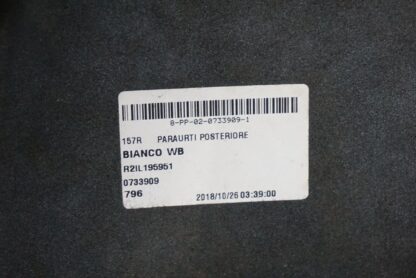 8-PP-02-0733909-1
157R PARAURTI POSTERIORE
BIANCO WB
R2IL195951
0733909
796 2018/10/26 03:39:00